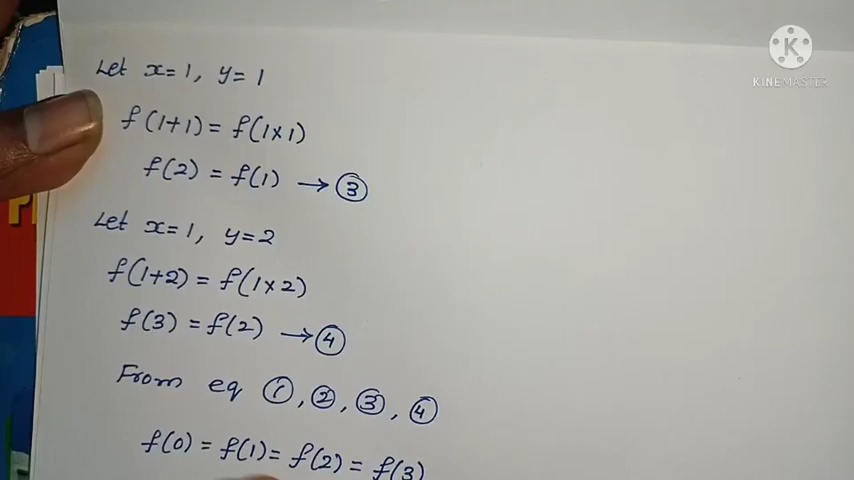 Let x=1, y=1
f(1+1) = f(1×1)
f(2) = f(1) → ③
Let x=1, y=2
f(1+2) = f(1×2)
f(3) = f(2) → ④
From eq ①, ②, ③, ④
f(0) = f(1) = f(2) = f(3)
K
KINEMASTER